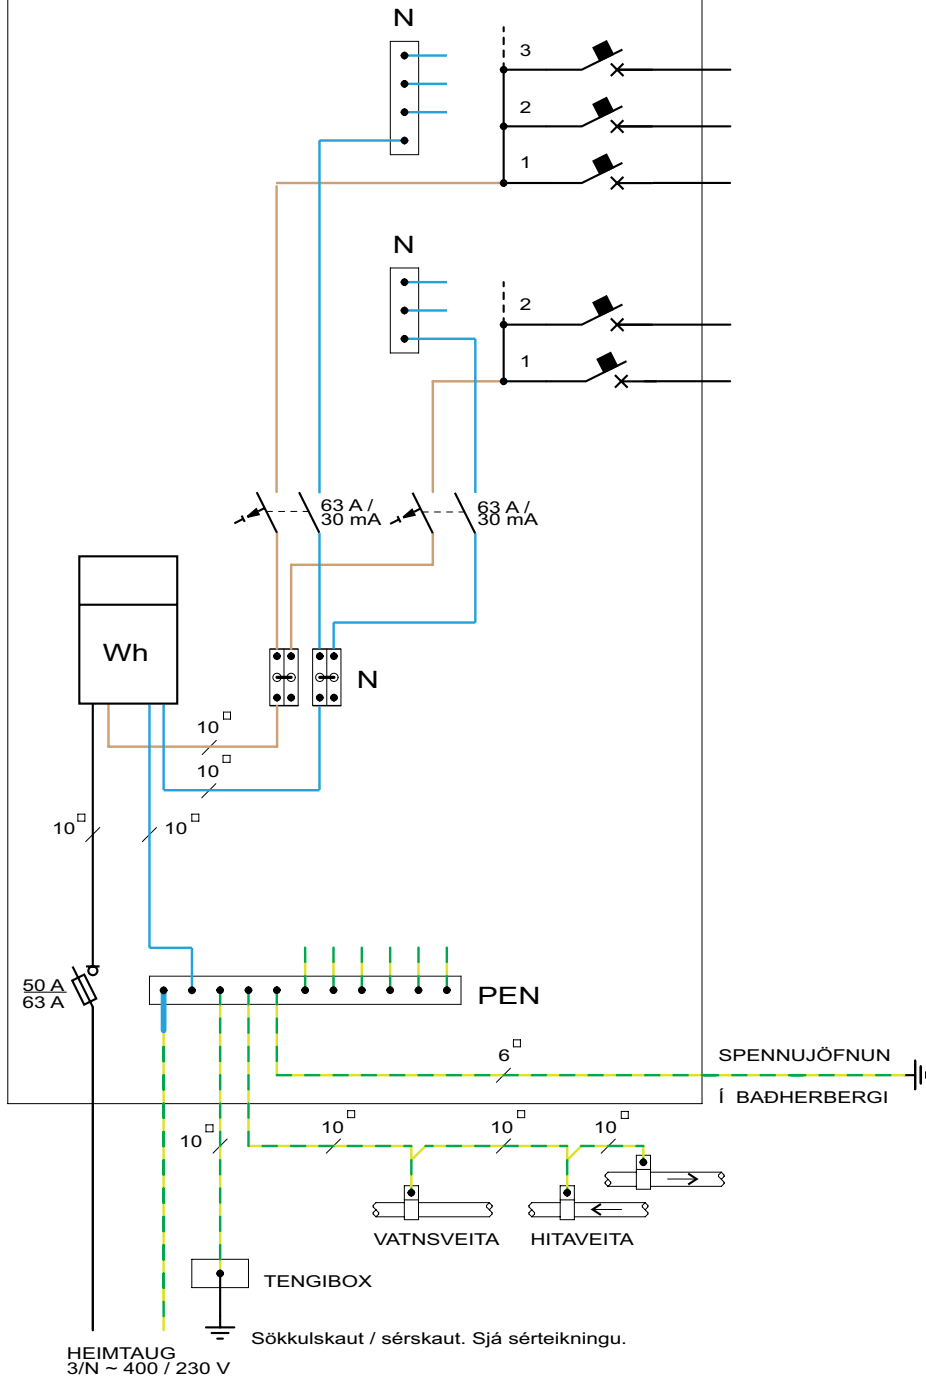 N
3
2
1
N
2
1
63 A /
30 mA
63 A /
30 mA
Wh
N
10 □
10 □
10 □
10 □
50 A
63 A
PEN
6 □
SPENNUJÖFNUN
Í BAÐHERBERGI
10 □
10 □
10 □
10 □
VATNSVEITA
HITAVEITA
TENGIBOX
Sökkulskaut / sérskaut. Sjá sérteikningu.
HEIMTAUG
3/N ~ 400 / 230 V